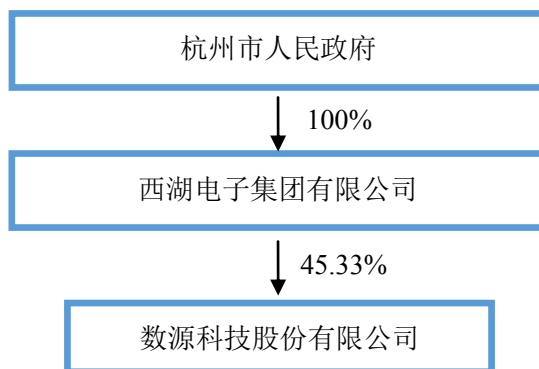 杭州市人民政府
100%
西湖电子集团有限公司
45.33%
数源科技股份有限公司